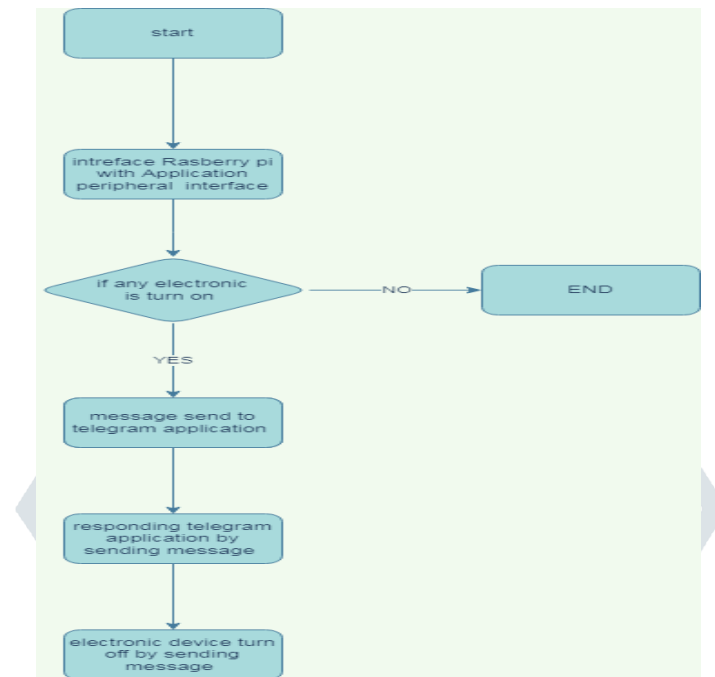 start
intreface Rasberry pi
with Application
peripheral interface
if any electronic
is turn on
NO
END
YES
message send to
telegram application
responding telegram
application by
sending message
electronic device turn
off by sending
message